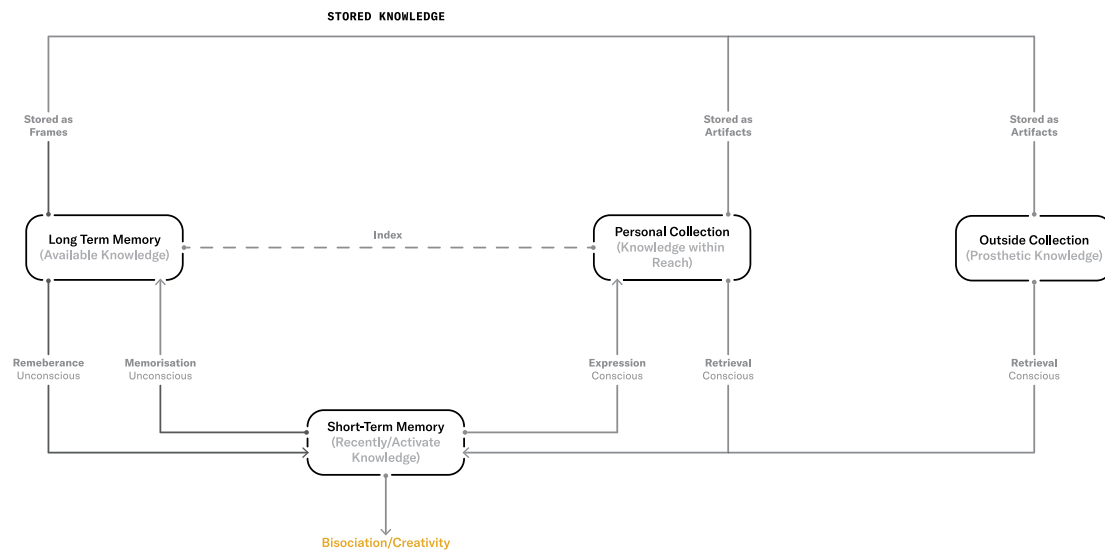 STORED KNOWLEDGE
Stored as
Frames
Stored as
Artifacts
Stored as
Artifacts
Long Term Memory
(Available Knowledge)
Index
Personal Collection
(Knowledge within
Reach)
Outside Collection
(Prosthetic Knowledge)
Remeberance
Unconscious
Memorisation
Unconscious
Expression
Conscious
Retrieval
Conscious
Retrieval
Conscious
Short-Term Memory
(Recently/Activate
Knowledge)
Bisociation/Creativity